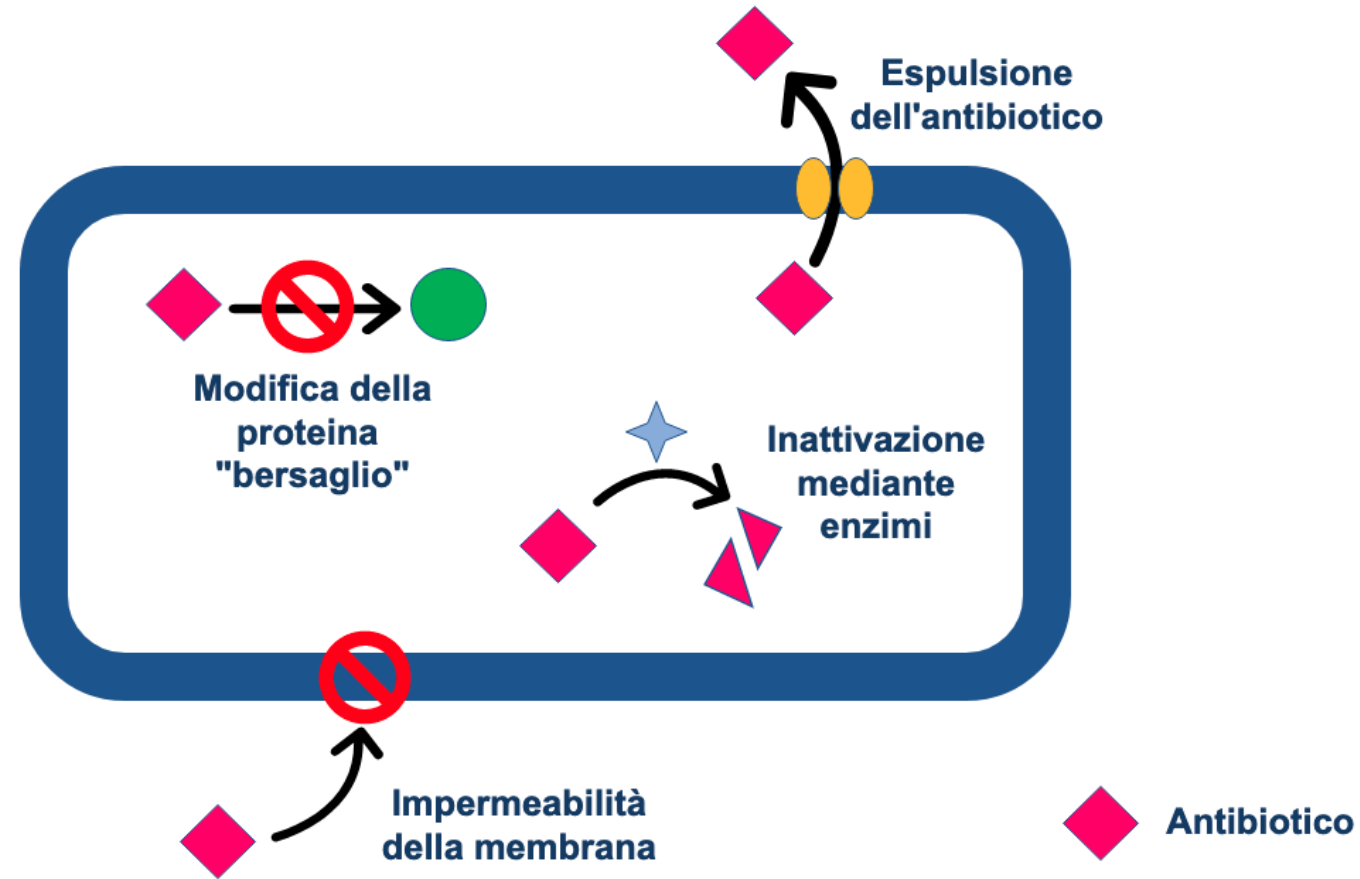 Espulsione
dell'antibiotico
Modifica della
proteina
"bersaglio"
Inattivazione
mediante
enzimi
Impermeabilità
della membrana
Antibiotico